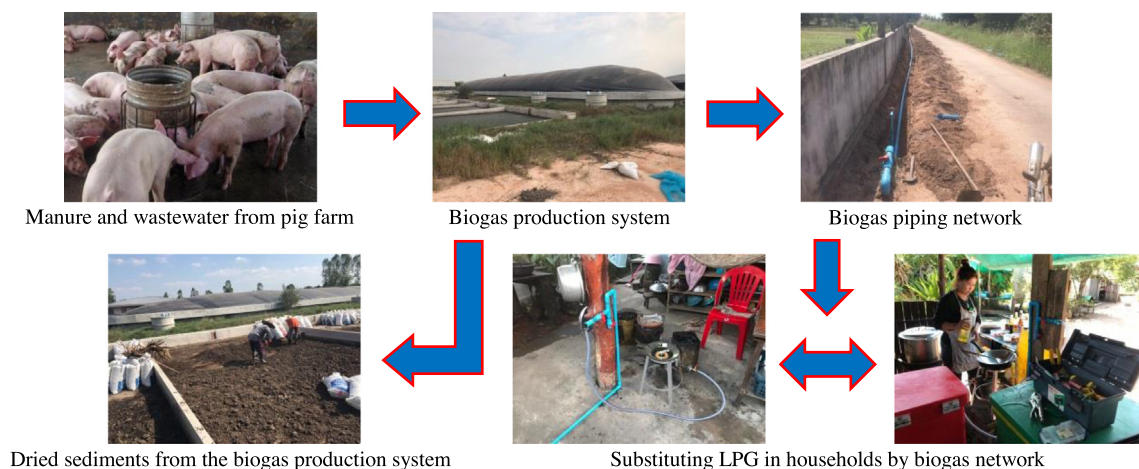 Manure and wastewater from pig farm
Biogas production system
Biogas piping network
Dried sediments from the biogas production system
Substituting LPG in households by biogas network